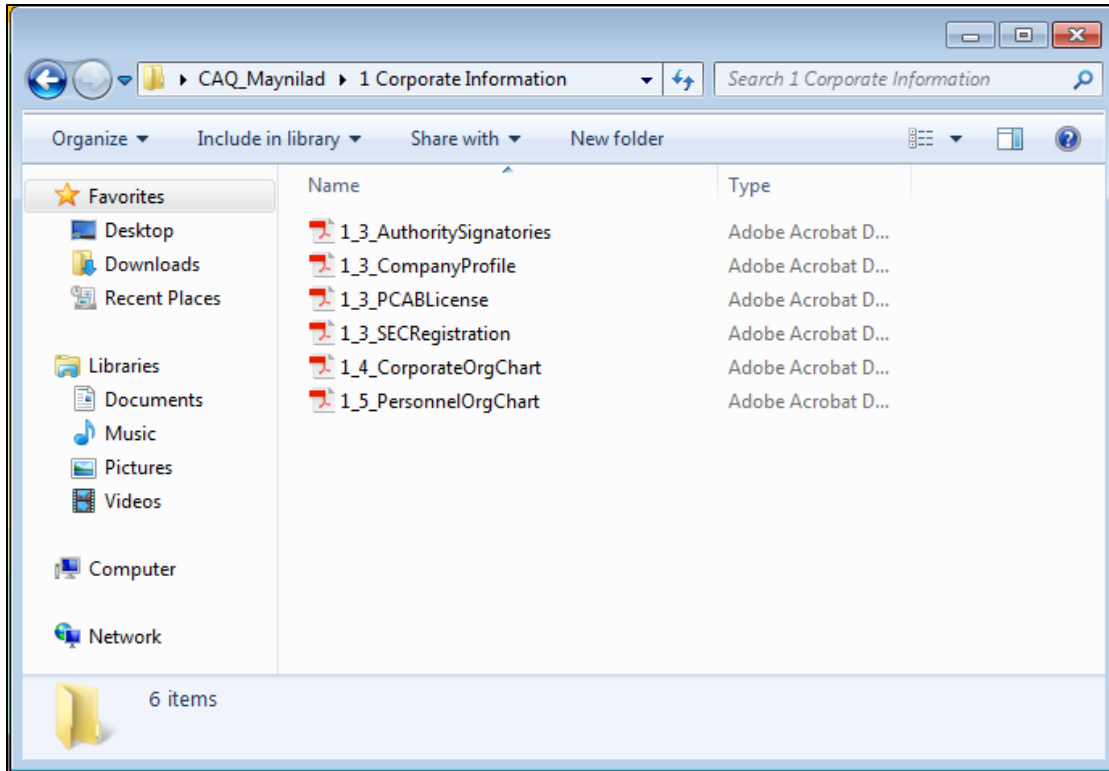 CAQ_Maynilad 1 Corporate Information Search 1 Corporate Information
Organize Include in library Share with New folder
Name Type
Favorites
Desktop
Downloads
Recent Places
Libraries
Documents
Music
Pictures
Videos
Computer
Network
1_3_AuthoritySignatories Adobe Acrobat D...
1_3_CompanyProfile Adobe Acrobat D...
1_3_PCABLicense Adobe Acrobat D...
1_3_SECRegistration Adobe Acrobat D...
1_4_CorporateOrgChart Adobe Acrobat D...
1_5_PersonnelOrgChart Adobe Acrobat D...
6 items